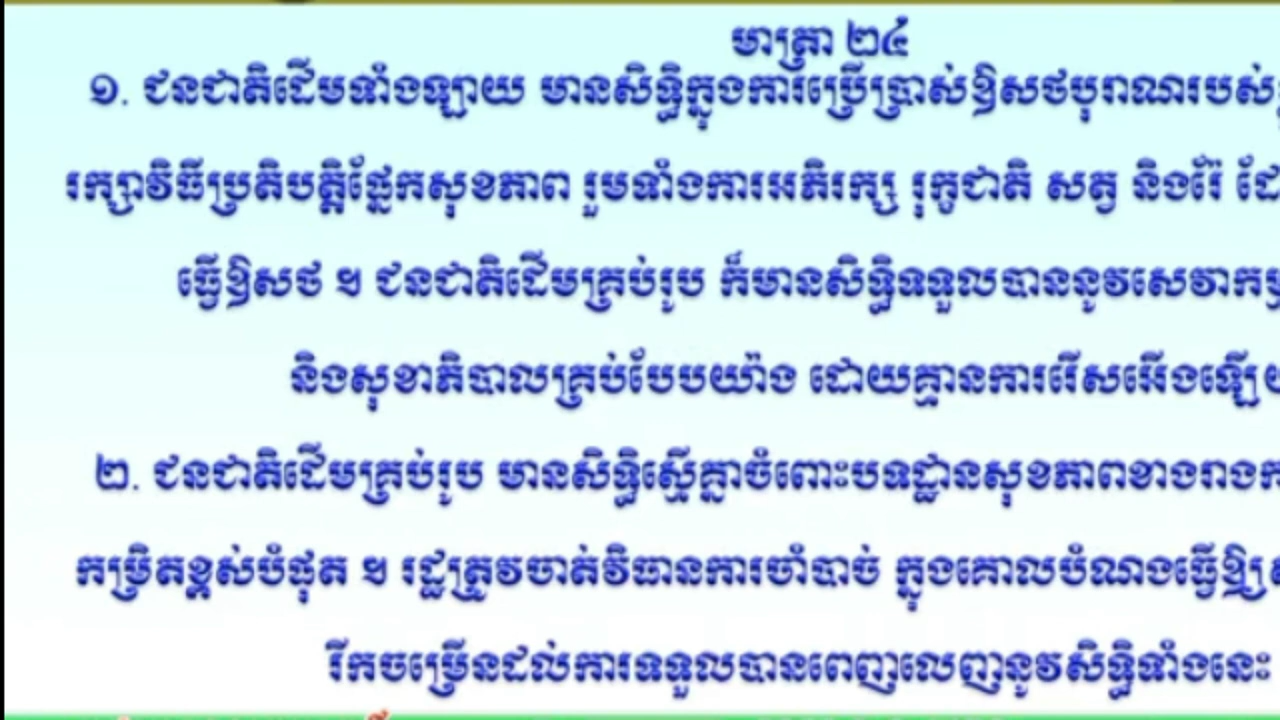 មាត្រា ២៤
១. ជនជាតិដើមទាំងឡាយ មានសិទ្ធិក្នុងការប្រើប្រាស់ឱសថបុរាណរបស់
រក្សាវិធីប្រតិបត្តិផ្នែកសុខភាព រួមទាំងការអភិរក្ស រុក្ខជាតិ សត្វ និងរ៉ែ
ធ្វើឱសថ ។ ជនជាតិដើមគ្រប់រូប ក៏មានសិទ្ធិទទួលបាននូវ
និងសុខាភិបាលគ្រប់បែបយ៉ាង ដោយគ្មានការរើសអើង
២. ជនជាតិដើមគ្រប់រូប មានសិទ្ធិស្មើគ្នាចំពោះបទដ្ឋានសុខភាពខាងរាង
កម្រិតខ្ពស់បំផុត ។ រដ្ឋត្រូវចាត់វិធានការចាំបាច់ ក្នុងគោលបំណងធ្វើឱ្យ
រីកចម្រើនដល់ការទទួលបានពេញលេញនូវសិទ្ធិទាំងនេះ